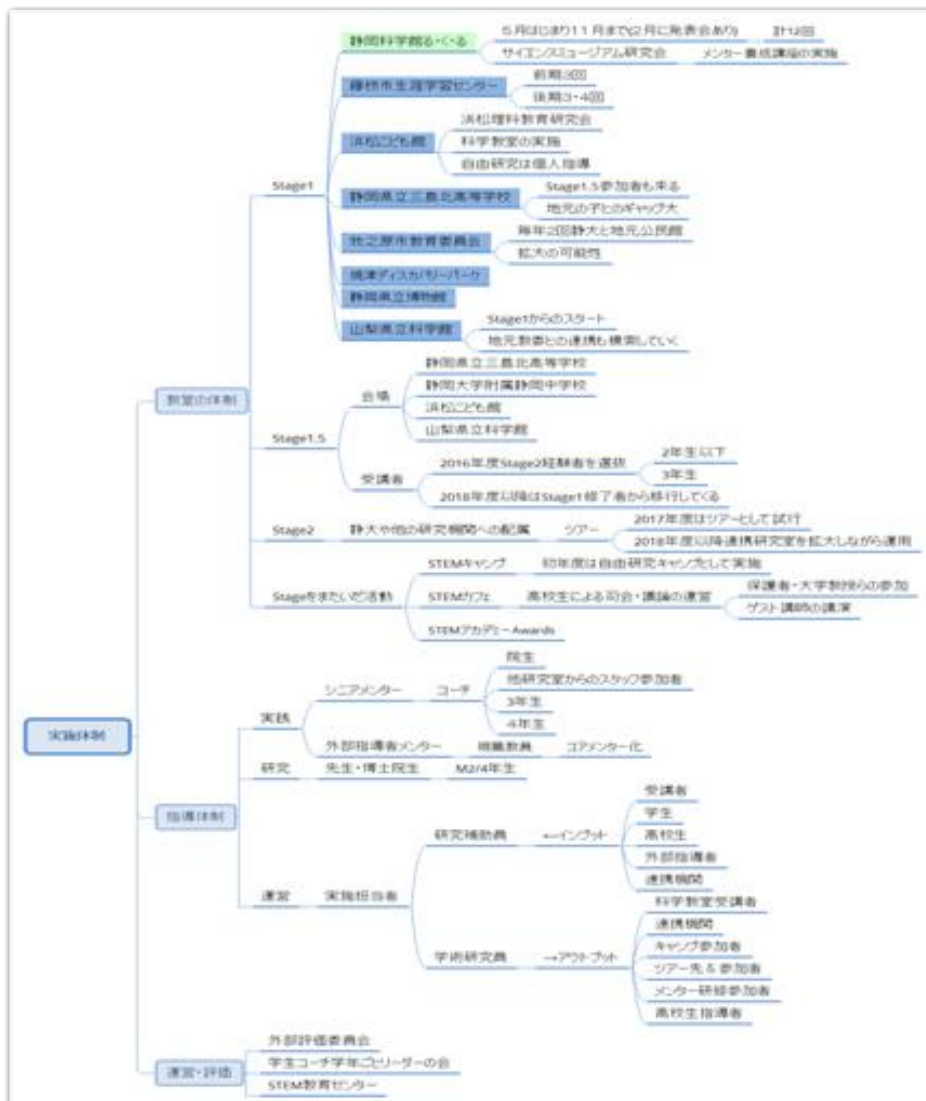 実施体制
教室の体制
Stage1
静岡科学館る・く・る
5月はじまり11月まで(2月に発表会あり)
計12回
サイエンスミュージアム研究会
メンター養成講座の実施
藤枝市生涯学習センター
前期3回
後期3・4回
浜松こども館
浜松理科教育研究会
科学教室の実施
自由研究は個人指導
静岡県立三島北高等学校
Stage1.5参加者も来る
地元の子とのギャップ大
牧之原市教育委員会
毎年2回静大と地元公民館
拡大の可能性
焼津ディスカバリーパーク
静岡県立博物館
山梨県立科学館
Stage1からのスタート
地元教委との連携も模索していく
Stage1.5
会場
静岡県立三島北高等学校
静岡大学附属静岡中学校
浜松こども館
山梨県立科学館
受講者
2016年度Stage2経験者を選抜
2年生以下
3年生
2018年度以降はStage1修了者から移行してくる
Stage2
静大や他の研究機関への配属
ツアー
2017年度はツアーとして試行
2018年度以降連携研究室を拡大しながら運用
Stageをまたいだ活動
STEMキャンプ
初年度は自由研究キャンプとして実施
STEMカフェ
高校生による司会・議論の運営
保護者・大学教授らの参加
ゲスト講師の講演
STEMアカデミーAwards
指導体制
実践
シニアメンター
コーチ
院生
他研究室からのスタッフ参加者
3年生
4年生
外部指導者メンター
現職教員
コアメンター化
研究
先生・博士院生
M2/4年生
運営
実施担当者
研究補助員
←インプット
受講者
学生
高校生
外部指導者
連携機関
学術研究員
→アウトプット
科学教室受講者
連携機関
キャンプ参加者
ツアー先&参加者
メンター研修参加者
高校生指導者
運営・評価
外部評価委員会
学生コーチ学年ごとリーダーの会
STEM教育センター